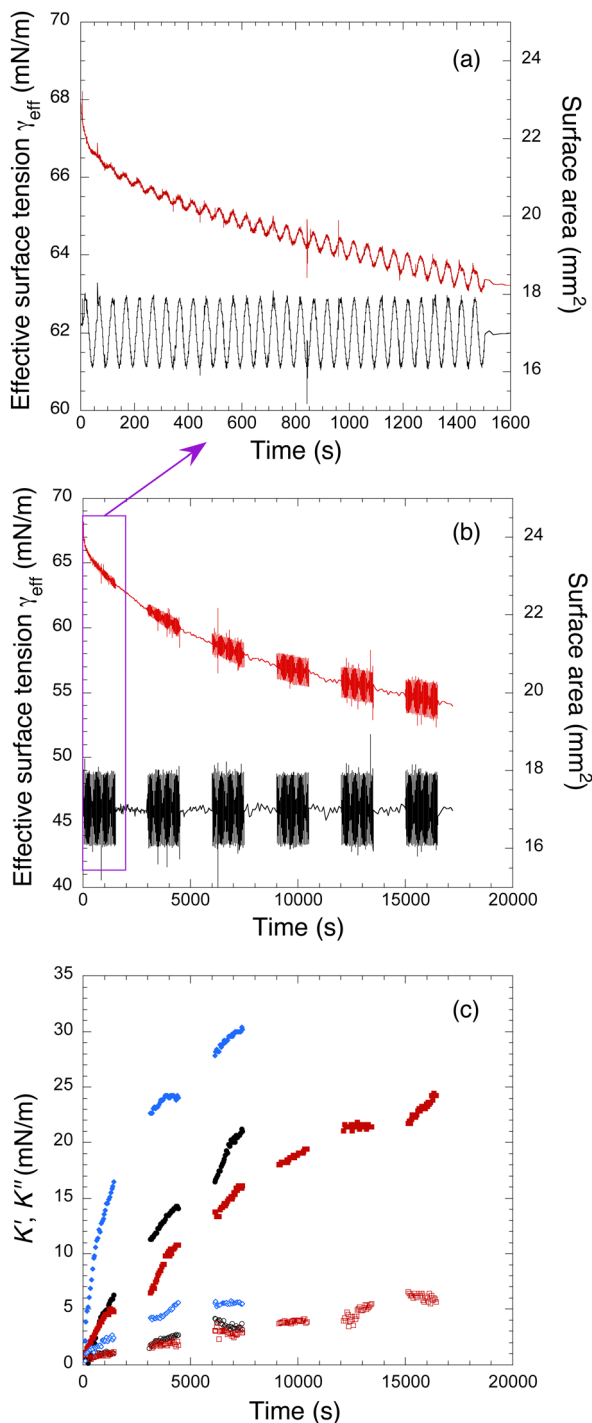 (a)
Effective surface tension γeff (mN/m)
70
68
66
64
62
60
24
22
20
18
16
Surface area (mm²)
0 200 400 600 800 1000 1200 1400 1600
Time (s)
(b)
Effective surface tension γeff (mN/m)
70
65
60
55
50
45
40
24
22
20
18
16
Surface area (mm²)
0 5000 10000 15000 20000
Time (s)
(c)
K', K" (mN/m)
35
30
25
20
15
10
5
0
0 5000 10000 15000 20000
Time (s)